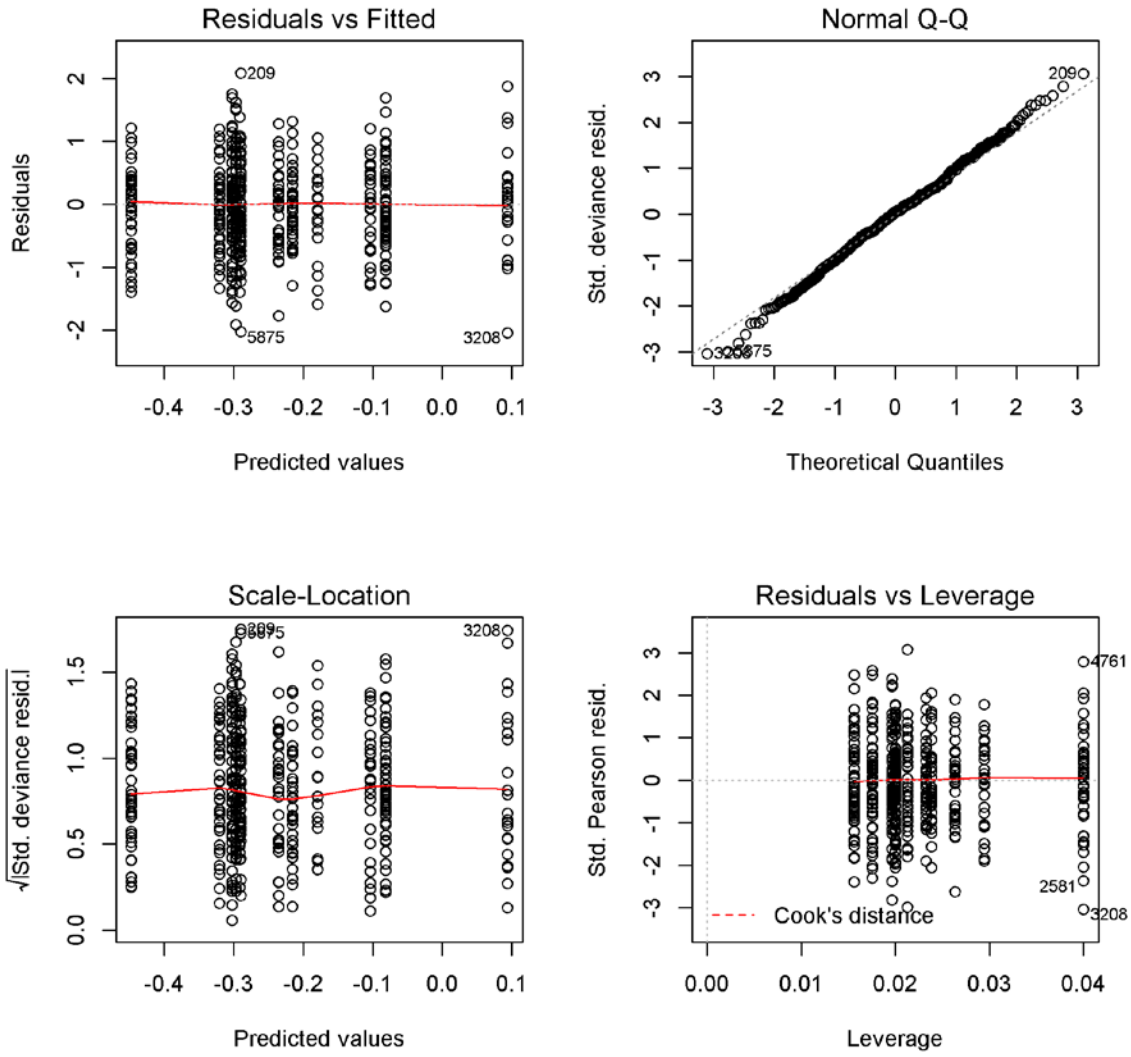 Residuals vs Fitted
Residuals
2
1
0
-1
-2
209
5875
3208
-0.4 -0.3 -0.2 -0.1 0.0 0.1
Predicted values
Normal Q-Q
Std. deviance resid.
3
2
1
0
-1
-2
-3
209
-3 -2 -1 0 1 2 3
Theoretical Quantiles
Scale-Location
√|Std. deviance resid.|
1.5
1.0
0.5
0.0
3208
-0.4 -0.3 -0.2 -0.1 0.0 0.1
Predicted values
Residuals vs Leverage
Std. Pearson resid.
3
2
1
0
-1
-2
-3
4761
2581
3208
Cook's distance
0.00 0.01 0.02 0.03 0.04
Leverage